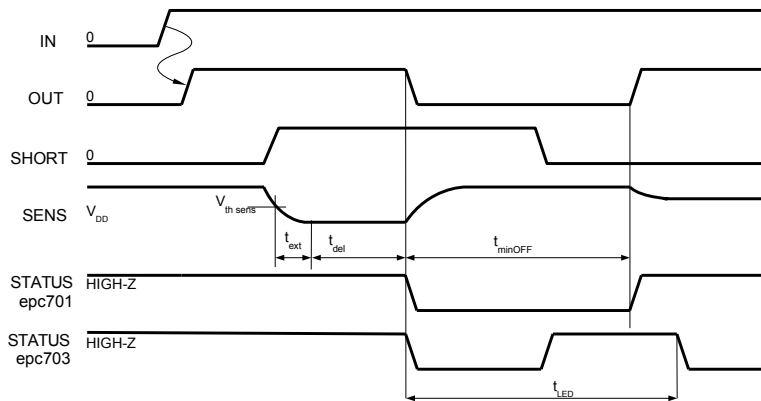 IN
0
OUT
0
SHORT
0
SENS
V_DD
V_th sens
t_ext
t_del
t_minOFF
STATUS
epc701
HIGH-Z
STATUS
epc703
HIGH-Z
t_LED